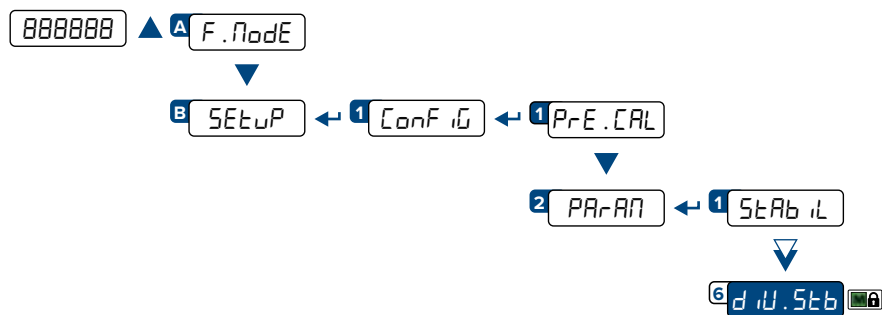 888888 A F.ModE
B SEtuP 1 ConFiG 1 PrE.CAL
2 PArAM 1 StAbiL
6 diV.Stb M